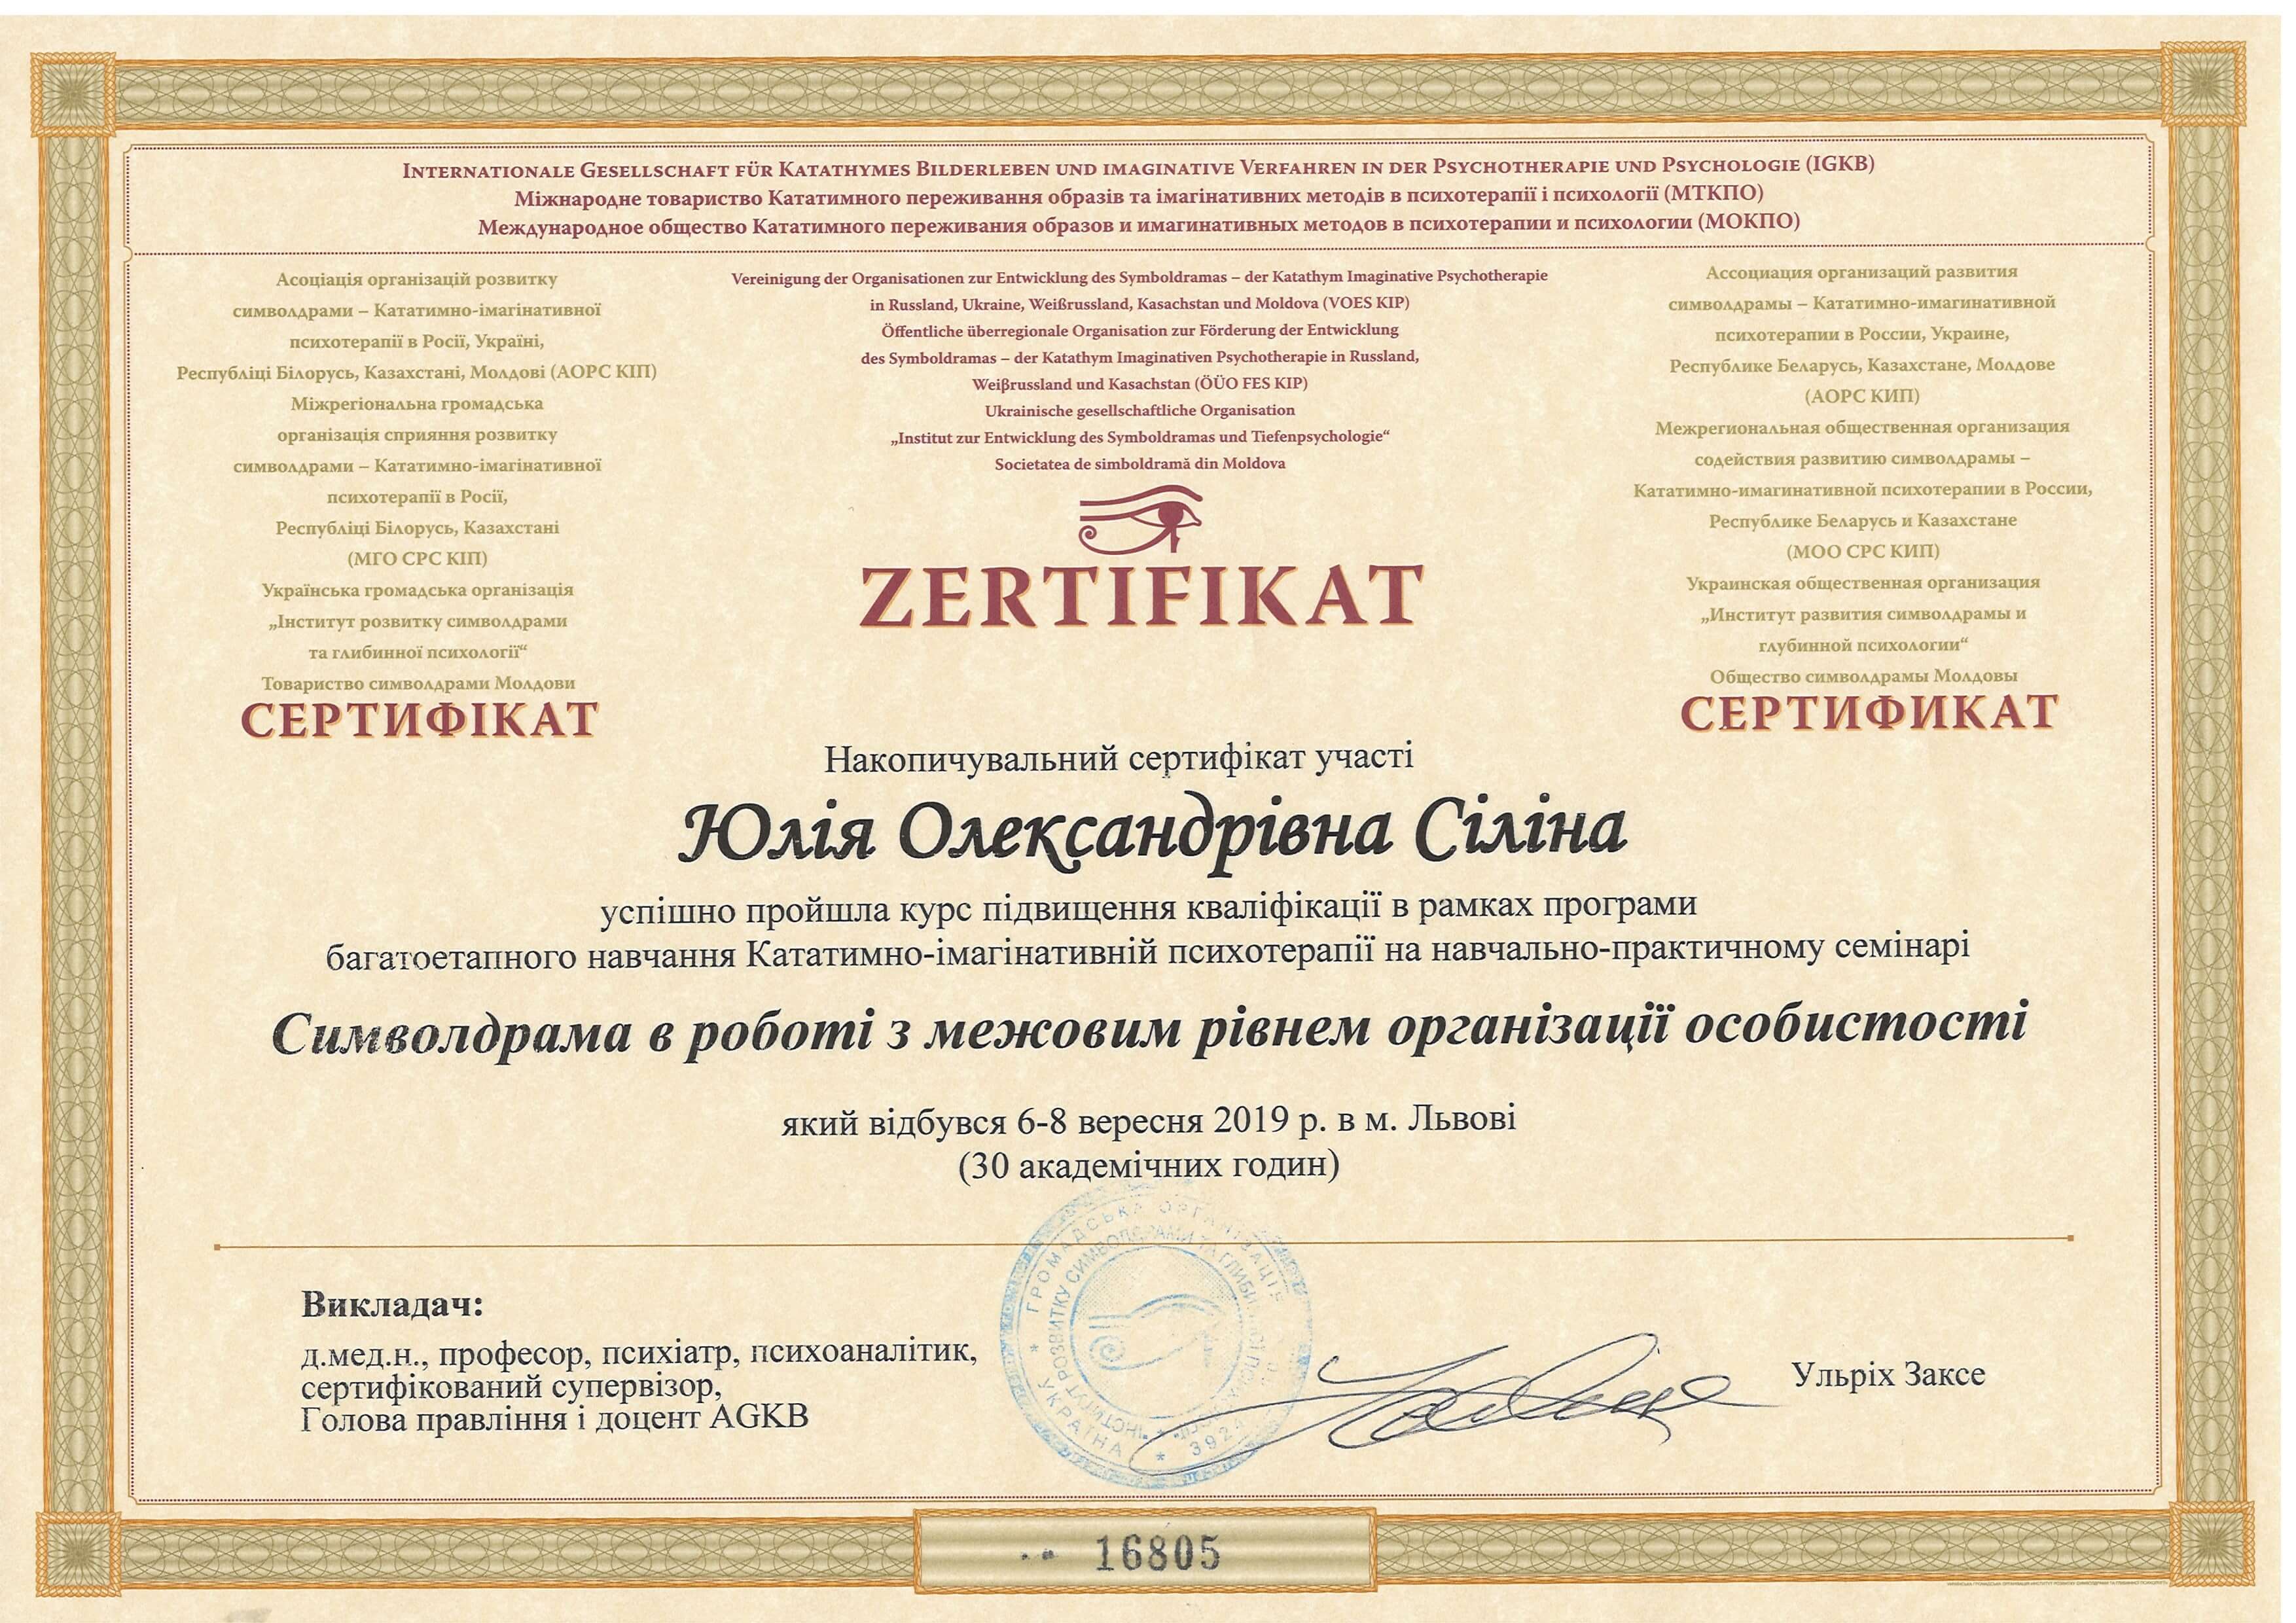 Internationale Gesellschaft für Katathymes Bilderleben und imaginative Verfahren in der Psychotherapie und Psychologie (IGKB)
Міжнародне товариство Кататимного переживання образів та імагінативних методів в психотерапії і психології (МТКПО)
Международное общество Кататимного переживания образов и имагинативных методов в психотерапии и психологии (МОКПО)
Асоціація організацій розвитку
символдрами – Кататимно-імагінативної
психотерапії в Росії, Україні,
Республіці Білорусь, Казахстані, Молдові (АОРС КІП)
Міжрегіональна громадська
організація сприяння розвитку
символдрами – Кататимно-імагінативної
психотерапії в Росії,
Республіці Білорусь, Казахстані
(МГО СРС КІП)
Українська громадська організація
„Інститут розвитку символдрами
та глибинної психології“
Товариство символдрами Молдови
СЕРТИФІКАТ
Vereinigung der Organisationen zur Entwicklung des Symboldramas – der Katathym Imaginative Psychotherapie
in Russland, Ukraine, Weißrussland, Kasachstan und Moldova (VOES KIP)
Öffentliche überregionale Organisation zur Förderung der Entwicklung
des Symboldramas – der Katathym Imaginativen Psychotherapie in Russland,
Weißrussland und Kasachstan (ÖÜO FES KIP)
Ukrainische gesellschaftliche Organisation
„Institut zur Entwicklung des Symboldramas und Tiefenpsychologie“
Societatea de simboldramă din Moldova
ZERTIFIKAT
Ассоциация организаций развития
символдрамы – Кататимно-имагинативной
психотерапии в России, Украине,
Республике Беларусь, Казахстане, Молдове
(АОРС КИП)
Межрегиональная общественная организация
содействия развитию символдрамы –
Кататимно-имагинативной психотерапии в России,
Республике Беларусь и Казахстане
(МОО СРС КИП)
Украинская общественная организация
„Институт развития символдрамы и
глубинной психологии“
Общество символдрамы Молдовы
СЕРТИФИКАТ
Накопичувальний сертифікат участі
Юлія Олександрівна Сіліна
успішно пройшла курс підвищення кваліфікації в рамках програми
багатоетапного навчання Кататимно-імагінативній психотерапії на навчально-практичному семінарі
Символдрама в роботі з межовим рівнем організації особистості
який відбувся 6-8 вересня 2019 р. в м. Львові
(30 академічних годин)
Викладач:
д.мед.н., професор, психіатр, психоаналітик,
сертифікований супервізор,
Голова правління і доцент AGKB
Ульріх Заксе
ГРОМАДСЬКА ОРГАНІЗАЦІЯ
РОЗВИТКУ СИМВОЛДРАМИ ТА
УКРАЇНА
16805